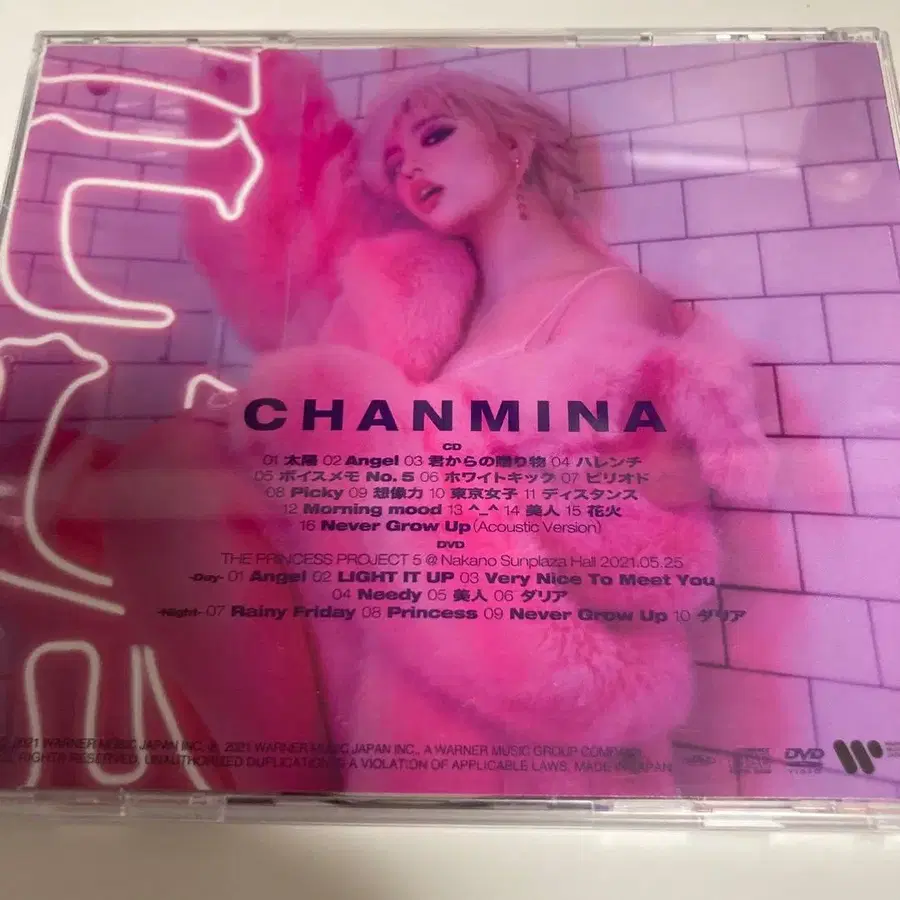 CHANMINA
CD
01 太陽 02 Angel 03 君からの贈り物 04 ハレンチ
05 ボイスメモ No. 5 06 ホワイトキック 07 ピリオド
08 Picky 09 想像力 10 東京女子 11 ディスタンス
12 Morning mood 13 ^_^ 14 美人 15 花火
16 Never Grow Up (Acoustic Version)
DVD
THE PRINCESS PROJECT 5 @ Nakano Sunplaza Hall 2021.05.25
-Day- 01 Angel 02 LIGHT IT UP 03 Very Nice To Meet You
04 Needy 05 美人 06 ダリア
-Night- 07 Rainy Friday 08 Princess 09 Never Grow Up 10 ダリア
2021 WARNER MUSIC JAPAN INC. ℗ 2021 WARNER MUSIC JAPAN INC., A WARNER MUSIC GROUP COMPANY
RIGHTS RESERVED. UNAUTHORIZED DUPLICATION IS A VIOLATION OF APPLICABLE LAWS. MADE IN JAPAN
DVD
VIDEO